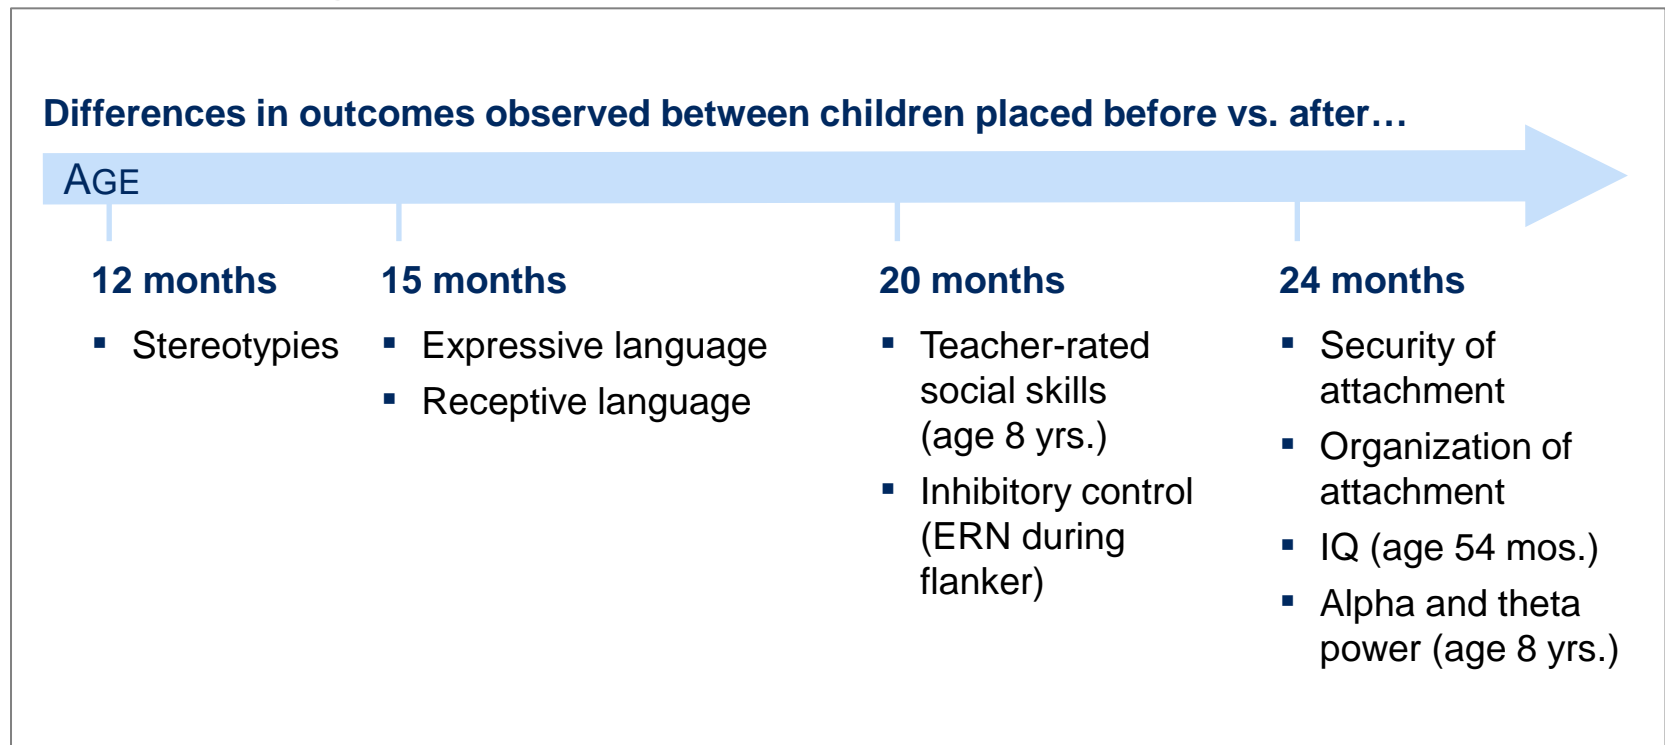 Differences in outcomes observed between children placed before vs. after…
AGE
12 months
▪ Stereotypies
15 months
▪ Expressive language
▪ Receptive language
20 months
▪ Teacher-rated
social skills
(age 8 yrs.)
▪ Inhibitory control
(ERN during
flanker)
24 months
▪ Security of
attachment
▪ Organization of
attachment
▪ IQ (age 54 mos.)
▪ Alpha and theta
power (age 8 yrs.)